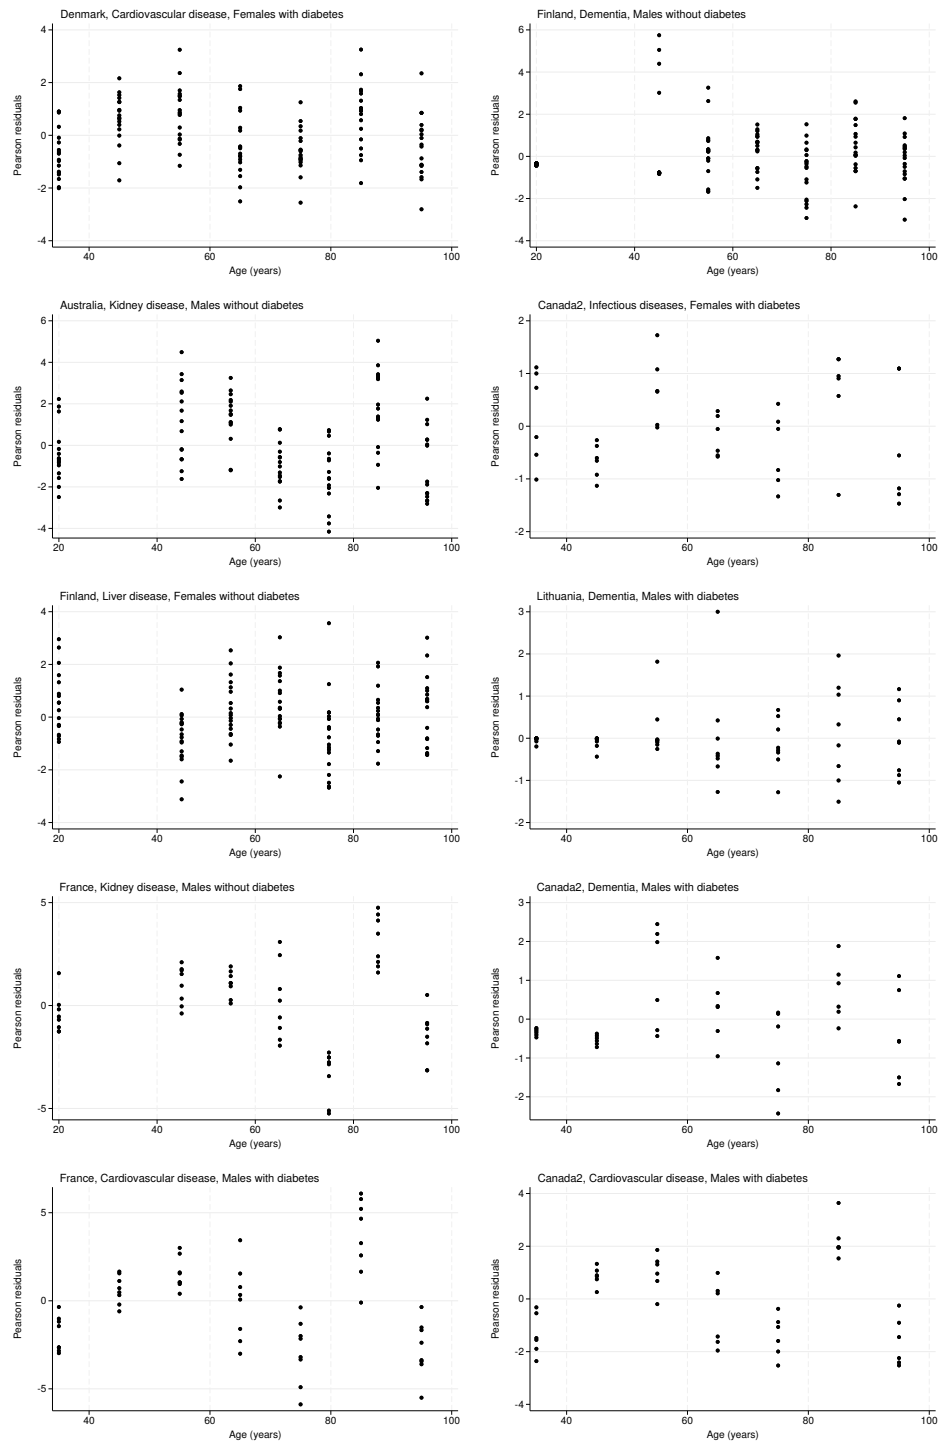 Denmark, Cardiovascular disease, Females with diabetes
4
2
0
-2
-4
Pearson residuals
40 60 80 100
Age (years)
Finland, Dementia, Males without diabetes
6
4
2
0
-2
-4
Pearson residuals
20 40 60 80 100
Age (years)
Australia, Kidney disease, Males without diabetes
6
4
2
0
-2
-4
Pearson residuals
20 40 60 80 100
Age (years)
Canada2, Infectious diseases, Females with diabetes
2
1
0
-1
-2
Pearson residuals
40 60 80 100
Age (years)
Finland, Liver disease, Females without diabetes
4
2
0
-2
-4
Pearson residuals
20 40 60 80 100
Age (years)
Lithuania, Dementia, Males with diabetes
3
2
1
0
-1
-2
Pearson residuals
40 60 80 100
Age (years)
France, Kidney disease, Males without diabetes
5
0
-5
Pearson residuals
20 40 60 80 100
Age (years)
Canada2, Dementia, Males with diabetes
3
2
1
0
-1
-2
Pearson residuals
40 60 80 100
Age (years)
France, Cardiovascular disease, Males with diabetes
5
0
-5
Pearson residuals
40 60 80 100
Age (years)
Canada2, Cardiovascular disease, Males with diabetes
4
2
0
-2
-4
Pearson residuals
40 60 80 100
Age (years)